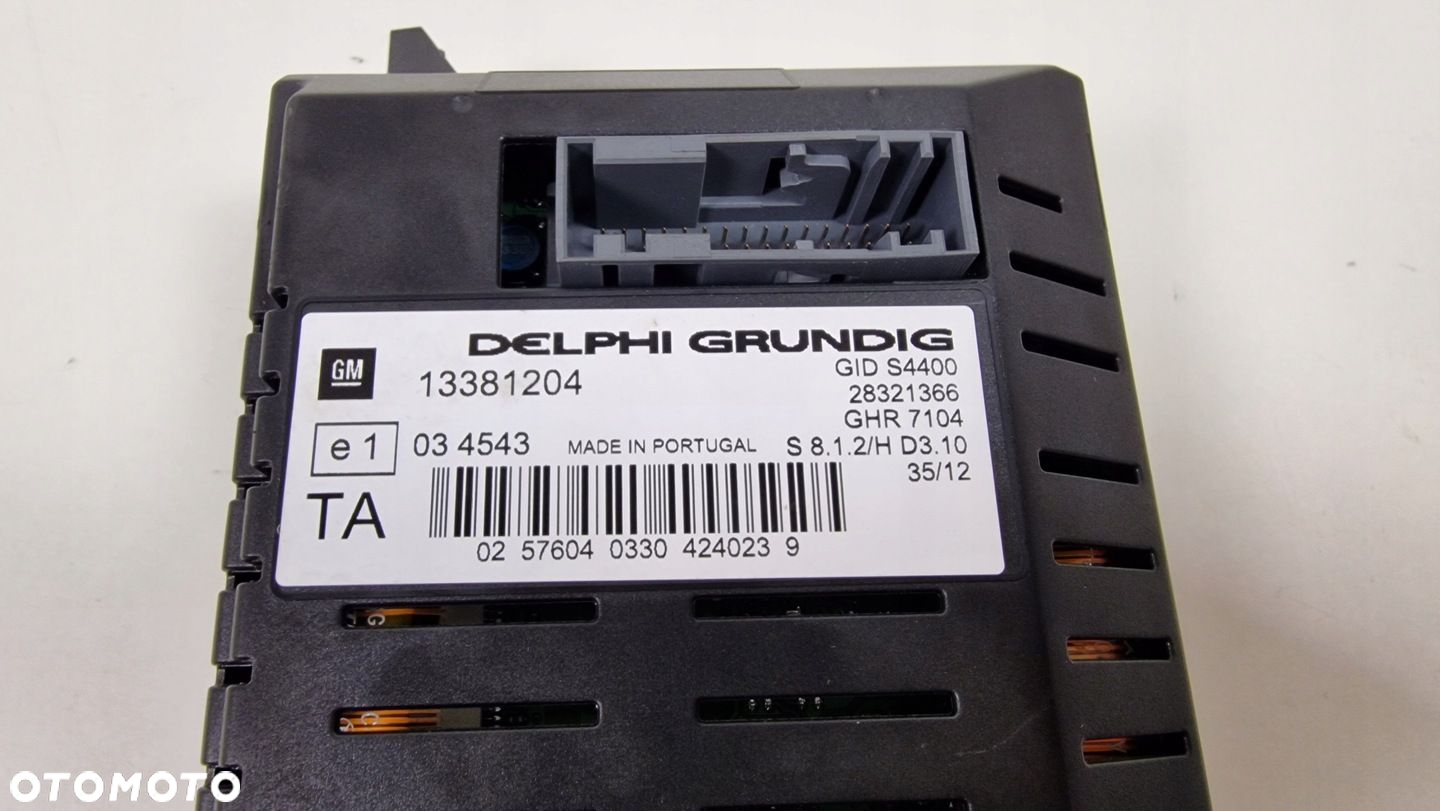 DELPHI GRUNDIG
GM
13381204
GID S4400
28321366
GHR 7104
e1
03 4543
MADE IN PORTUGAL
S 8.1.2/H D3.10
35/12
TA
02 57604 0330 424023 9
G
C
OTOMOTO